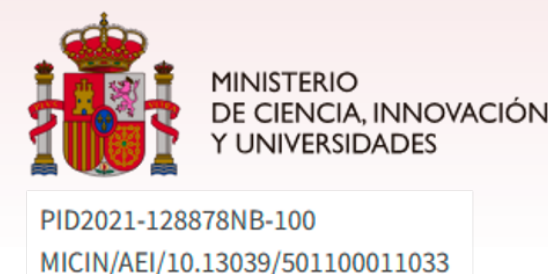 MINISTERIO
DE CIENCIA, INNOVACIÓN
Y UNIVERSIDADES
PID2021-128878NB-100
MICIN/AEI/10.13039/501100011033